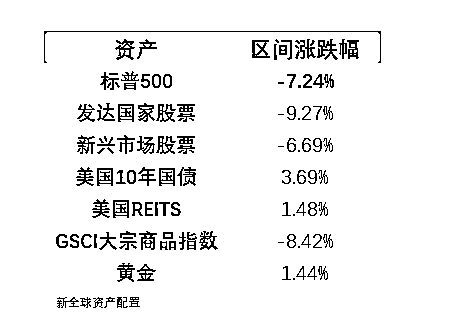 资产 区间涨跌幅
标普500 -7.24%
发达国家股票 -9.27%
新兴市场股票 -6.69%
美国10年国债 3.69%
美国REITS 1.48%
GSCI大宗商品指数 -8.42%
黄金 1.44%
新全球资产配置